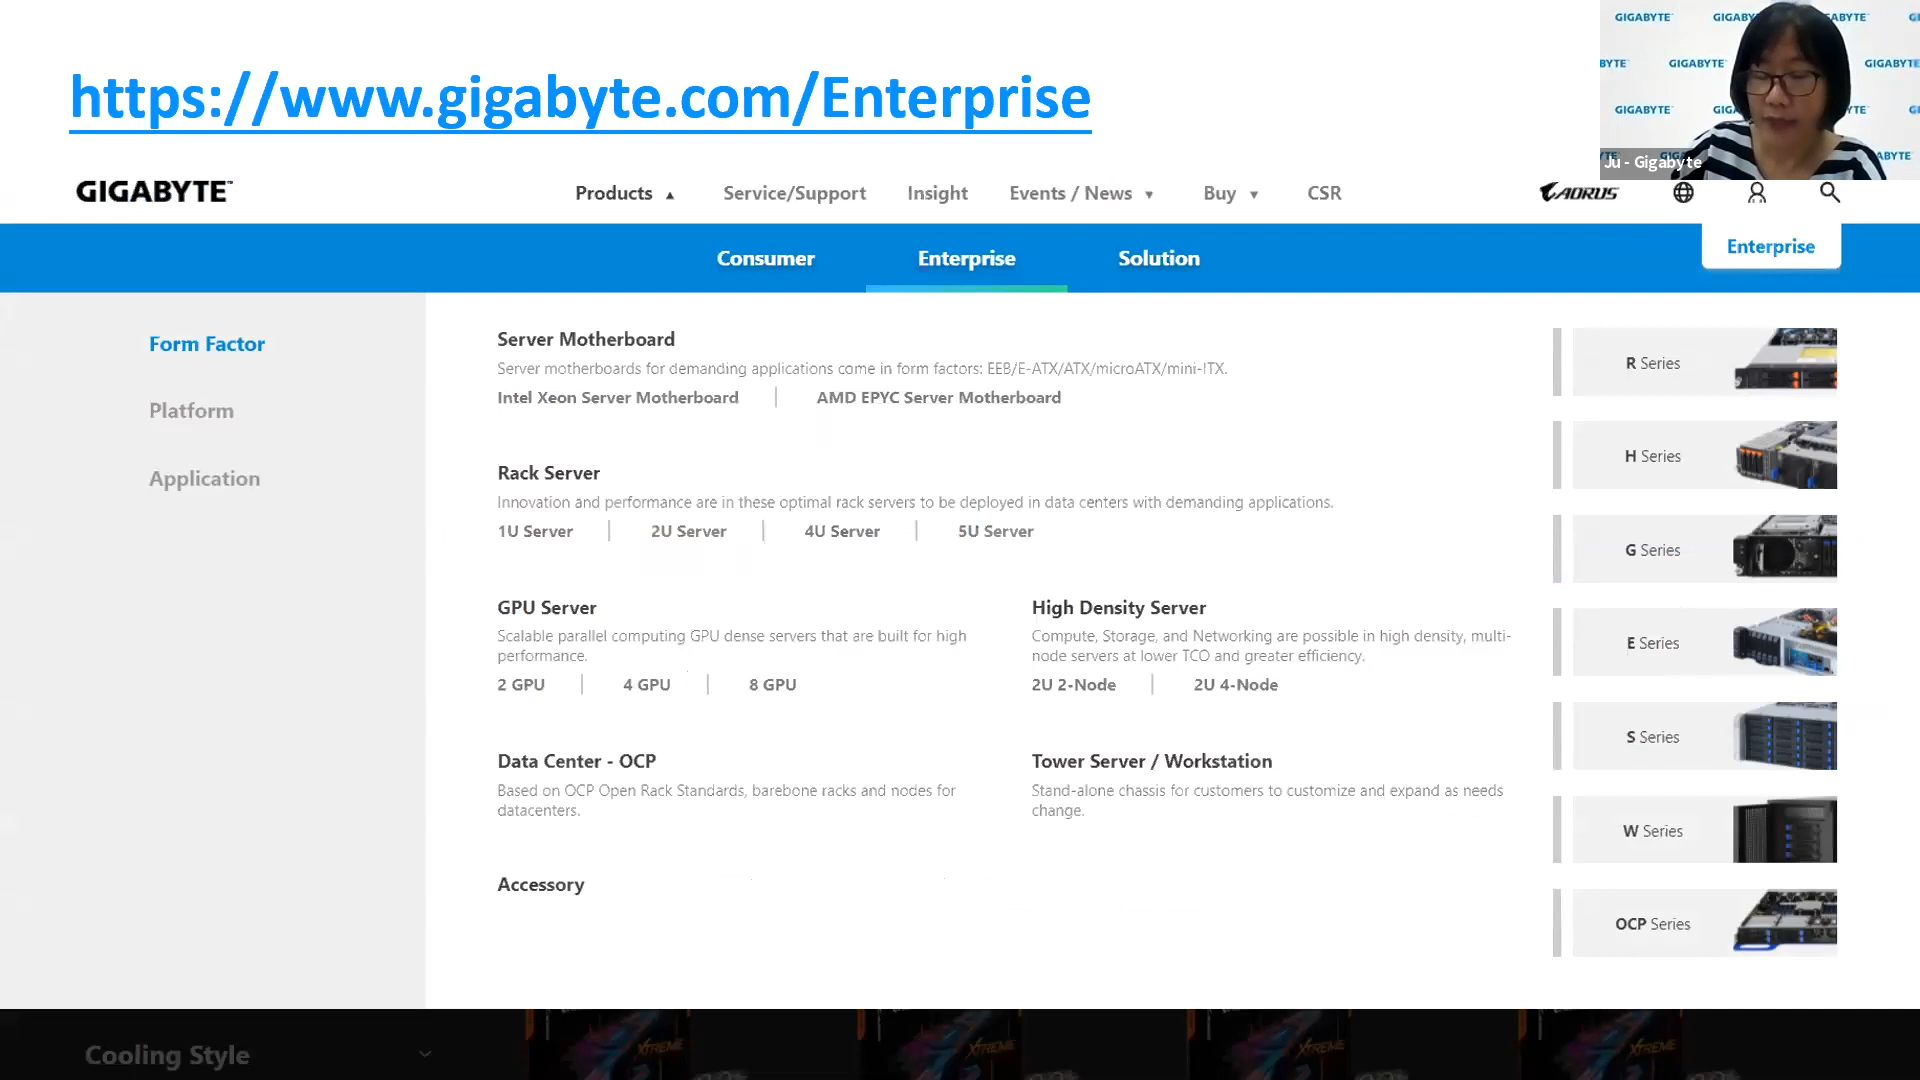 https://www.gigabyte.com/Enterprise
GIGABYTE GIGABYTE
GIGABYTE GIGABYTE
GIGABYTE
Ju - Gigabyte
GIGABYTE™
Products ▲ Service/Support Insight Events / News ▼ Buy ▼ CSR
AORUS
Consumer Enterprise Solution
Enterprise
Form Factor
Platform
Application
Server Motherboard
Server motherboards for demanding applications come in form factors: EEB/E-ATX/ATX/microATX/mini-ITX.
Intel Xeon Server Motherboard | AMD EPYC Server Motherboard
Rack Server
Innovation and performance are in these optimal rack servers to be deployed in data centers with demanding applications.
1U Server | 2U Server | 4U Server | 5U Server
GPU Server
Scalable parallel computing GPU dense servers that are built for high
performance.
2 GPU | 4 GPU | 8 GPU
High Density Server
Compute, Storage, and Networking are possible in high density, multi-
node servers at lower TCO and greater efficiency.
2U 2-Node | 2U 4-Node
Data Center - OCP
Based on OCP Open Rack Standards, barebone racks and nodes for
datacenters.
Tower Server / Workstation
Stand-alone chassis for customers to customize and expand as needs
change.
Accessory
R Series
H Series
G Series
E Series
S Series
W Series
OCP Series
Cooling Style
XTREME XTREME XTREME XTREME